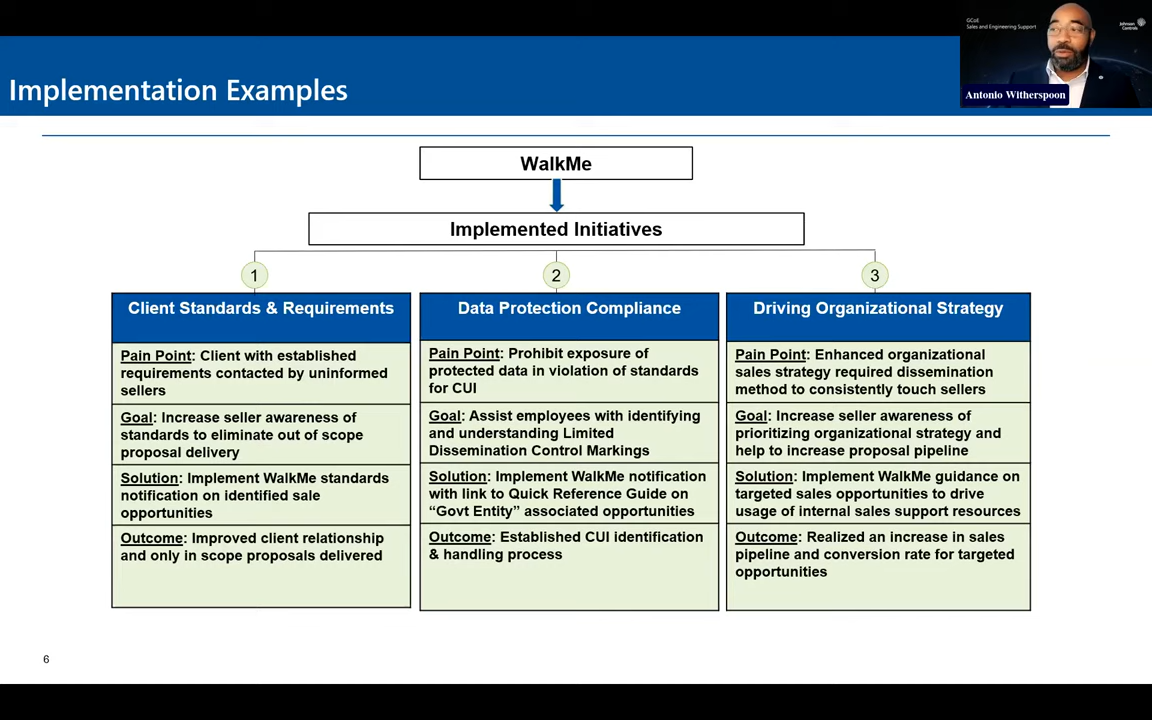 GCoE
Sales and Engineering Support
Johnson
Controls
Antonio Witherspoon
Implementation Examples
WalkMe
Implemented Initiatives
1
2
3
Client Standards & Requirements
Pain Point: Client with established
requirements contacted by uninformed
sellers
Goal: Increase seller awareness of
standards to eliminate out of scope
proposal delivery
Solution: Implement WalkMe standards
notification on identified sale
opportunities
Outcome: Improved client relationship
and only in scope proposals delivered
Data Protection Compliance
Pain Point: Prohibit exposure of
protected data in violation of standards
for CUI
Goal: Assist employees with identifying
and understanding Limited
Dissemination Control Markings
Solution: Implement WalkMe notification
with link to Quick Reference Guide on
“Govt Entity” associated opportunities
Outcome: Established CUI identification
& handling process
Driving Organizational Strategy
Pain Point: Enhanced organizational
sales strategy required dissemination
method to consistently touch sellers
Goal: Increase seller awareness of
prioritizing organizational strategy and
help to increase proposal pipeline
Solution: Implement WalkMe guidance on
targeted sales opportunities to drive
usage of internal sales support resources
Outcome: Realized an increase in sales
pipeline and conversion rate for targeted
opportunities
6